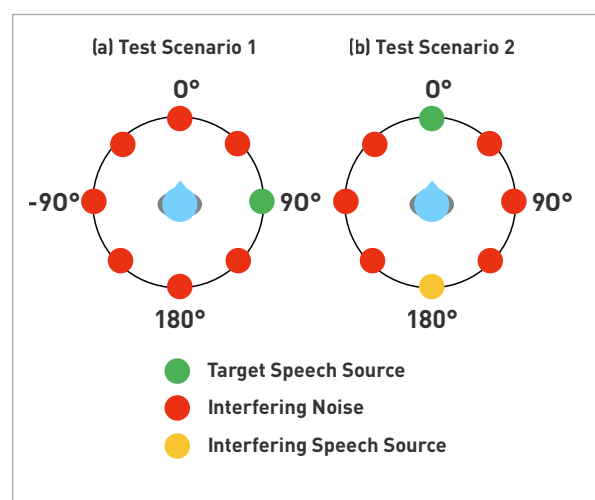 (a) Test Scenario 1
(b) Test Scenario 2
0°
0°
-90°
90°
90°
180°
180°
Target Speech Source
Interfering Noise
Interfering Speech Source